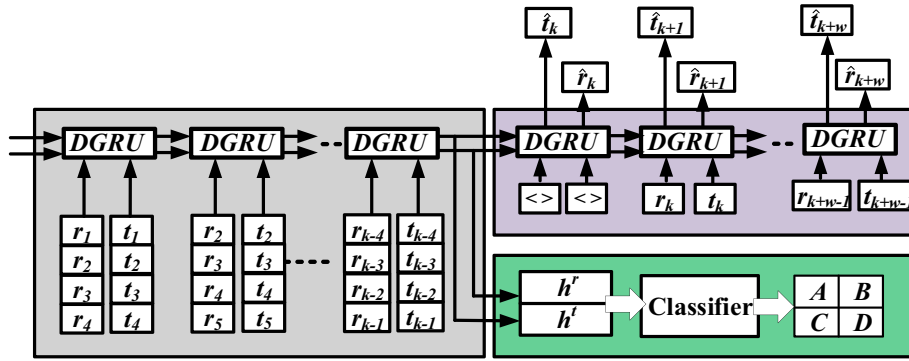 t̂ₖ t̂ₖ₊₁ t̂ₖ₊w
r̂ₖ r̂ₖ₊₁ r̂ₖ₊w
DGRU DGRU DGRU DGRU DGRU DGRU
<> <> rₖ tₖ rₖ₊w₋₁ tₖ₊w₋₁
r₁ t₁ r₂ t₂ rₖ₋₄ tₖ₋₄
r₂ t₂ r₃ t₃ rₖ₋₃ tₖ₋₃
r₃ t₃ r₄ t₄ rₖ₋₂ tₖ₋₂
r₄ t₄ r₅ t₅ rₖ₋₁ tₖ₋₁
hʳ
hᵗ
Classifier
A B
C D